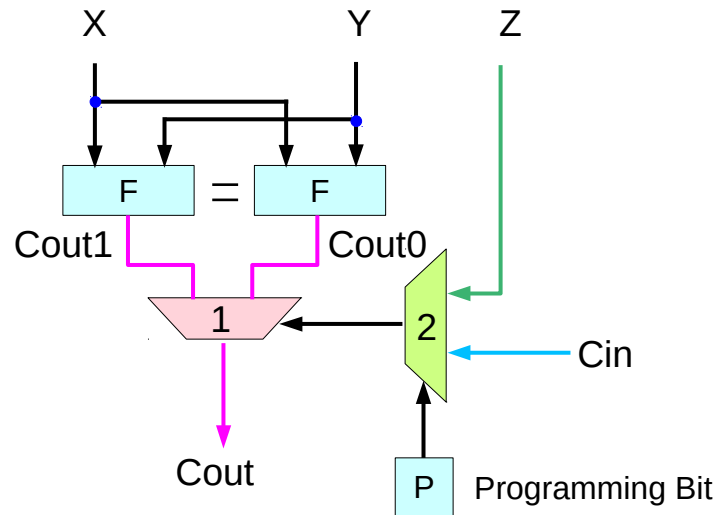 X Y Z
F = F
Cout1 Cout0
1 2
Cin
Cout
P Programming Bit